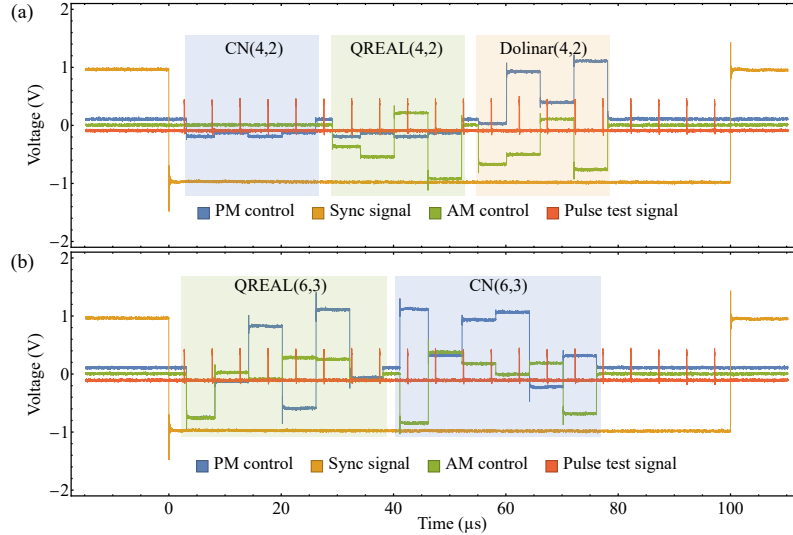 (a)
2
1
0
−1
−2
Voltage (V)
CN(4,2) QREAL(4,2) Dolinar(4,2)
PM control Sync signal AM control Pulse test signal
(b)
2
1
0
−1
−2
Voltage (V)
QREAL(6,3) CN(6,3)
PM control Sync signal AM control Pulse test signal
0 20 40 60 80 100
Time (µs)